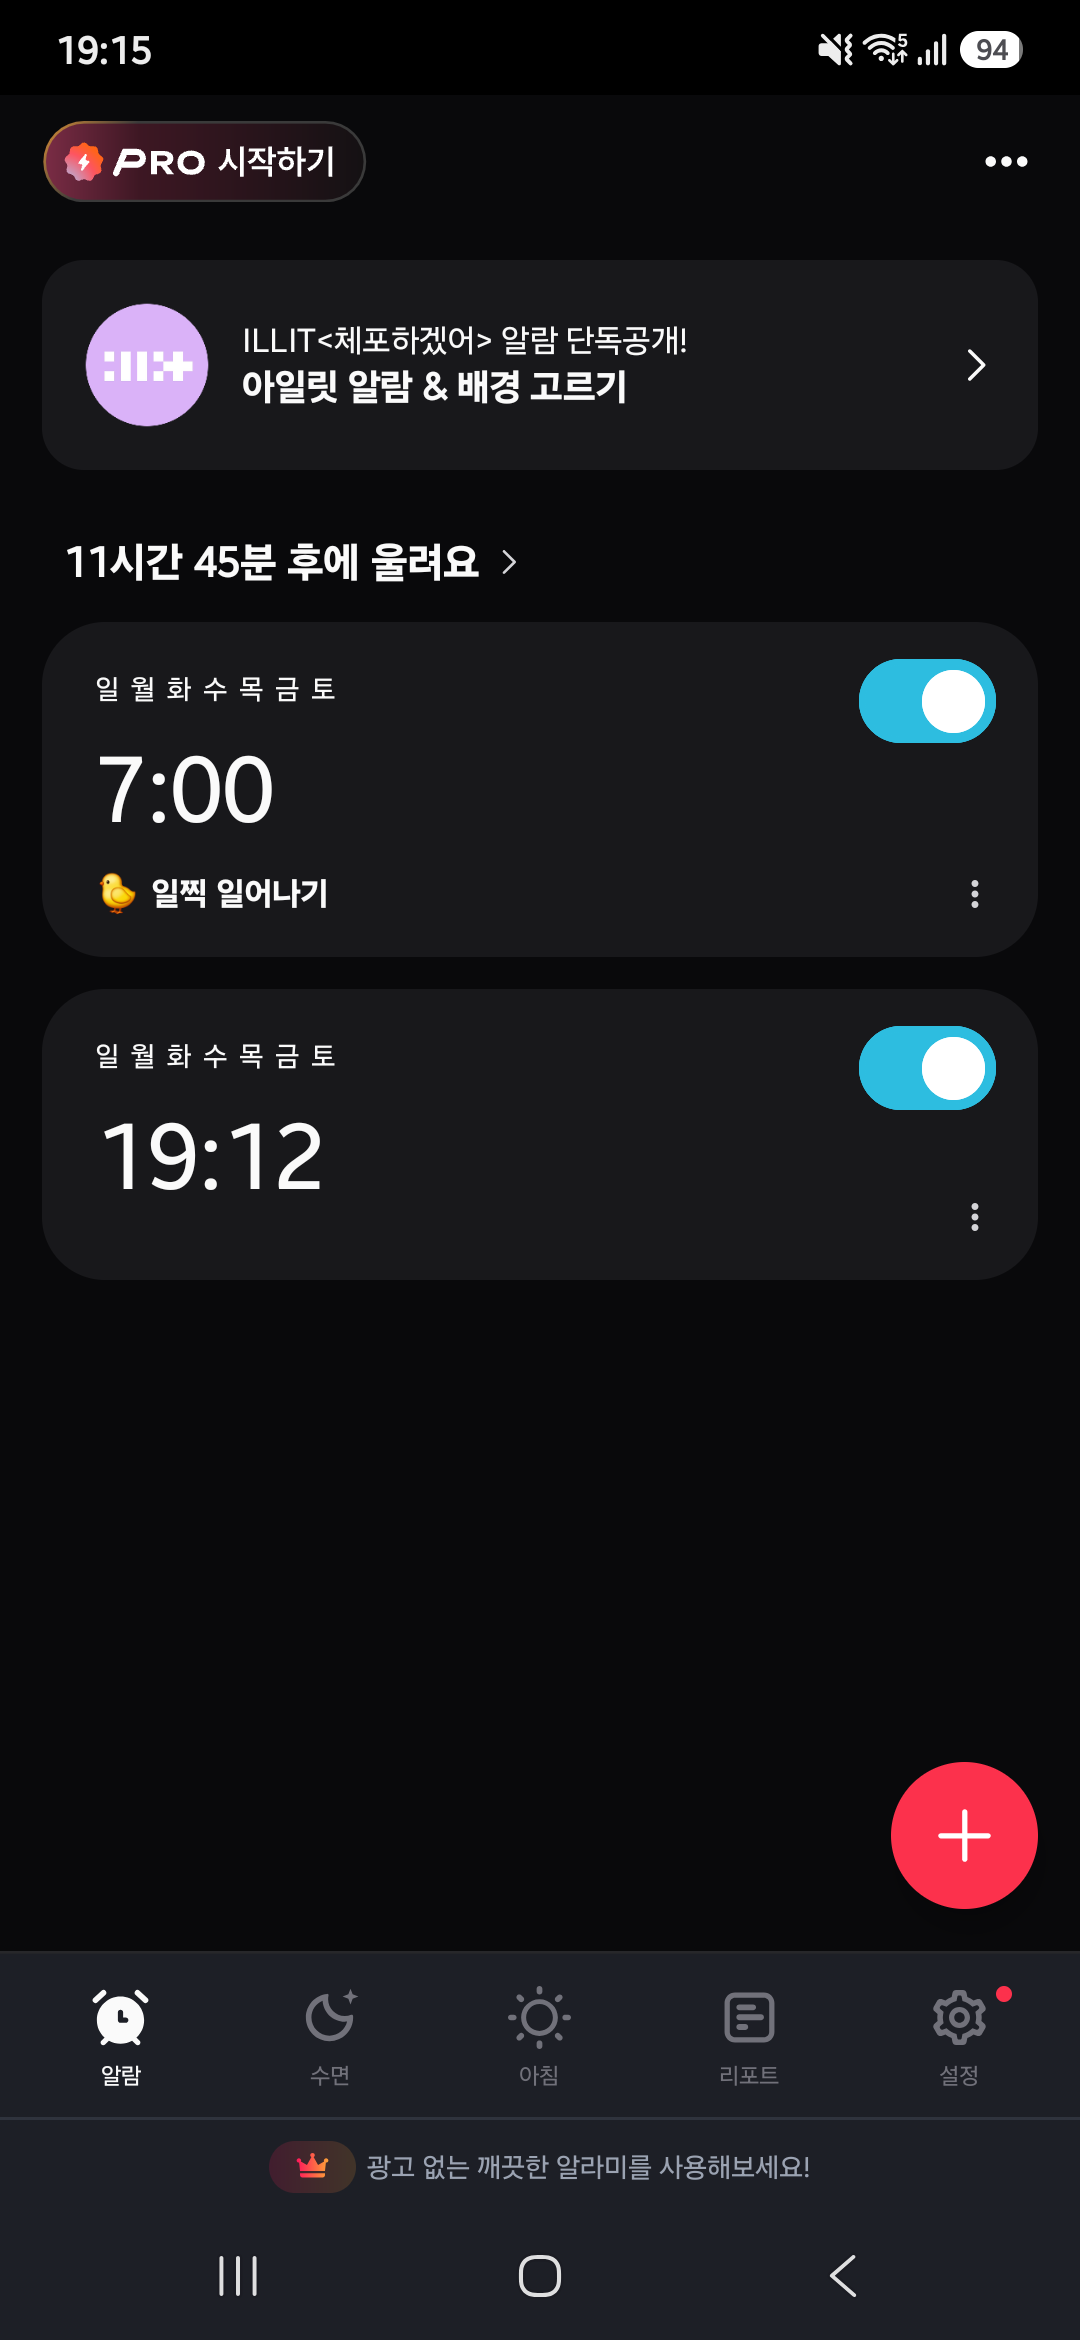 19:15
5
94
PRO 시작하기
ILLIT
ILLIT<체포하겠어> 알람 단독공개!
아일릿 알람 & 배경 고르기
11시간 45분 후에 울려요
일 월 화 수 목 금 토
7:00
일찍 일어나기
일 월 화 수 목 금 토
19:12
알람
수면
아침
리포트
설정
광고 없는 깨끗한 알라미를 사용해보세요!